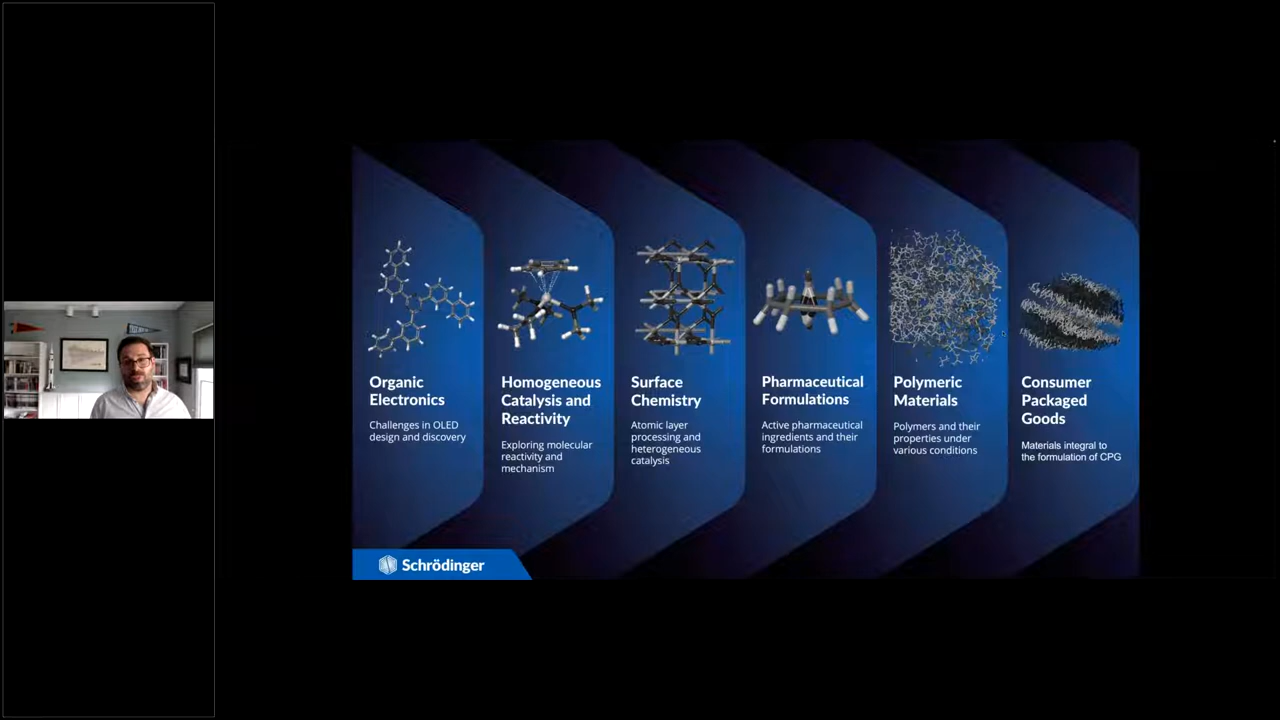 Organic
Electronics
Challenges in OLED
design and discovery
Homogeneous
Catalysis and
Reactivity
Exploring molecular
reactivity and
mechanism
Surface
Chemistry
Atomic layer
processing and
heterogeneous
catalysis
Pharmaceutical
Formulations
Active pharmaceutical
ingredients and their
formulations
Polymeric
Materials
Polymers and their
properties under
various conditions
Consumer
Packaged
Goods
Materials integral to
the formulation of CPG
Schrödinger